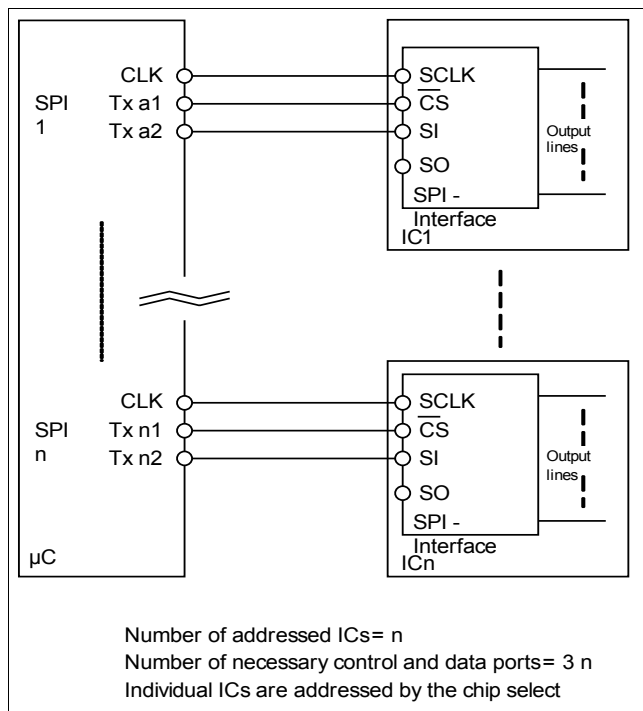 CLK
SPI
1
Tx a1
Tx a2
SCLK
CS
SI
SO
SPI -
Interface
Output
lines
IC1
CLK
SPI
n
Tx n1
Tx n2
µC
SCLK
CS
SI
SO
SPI -
Interface
Output
lines
ICn
Number of addressed ICs= n
Number of necessary control and data ports= 3 n
Individual ICs are addressed by the chip select